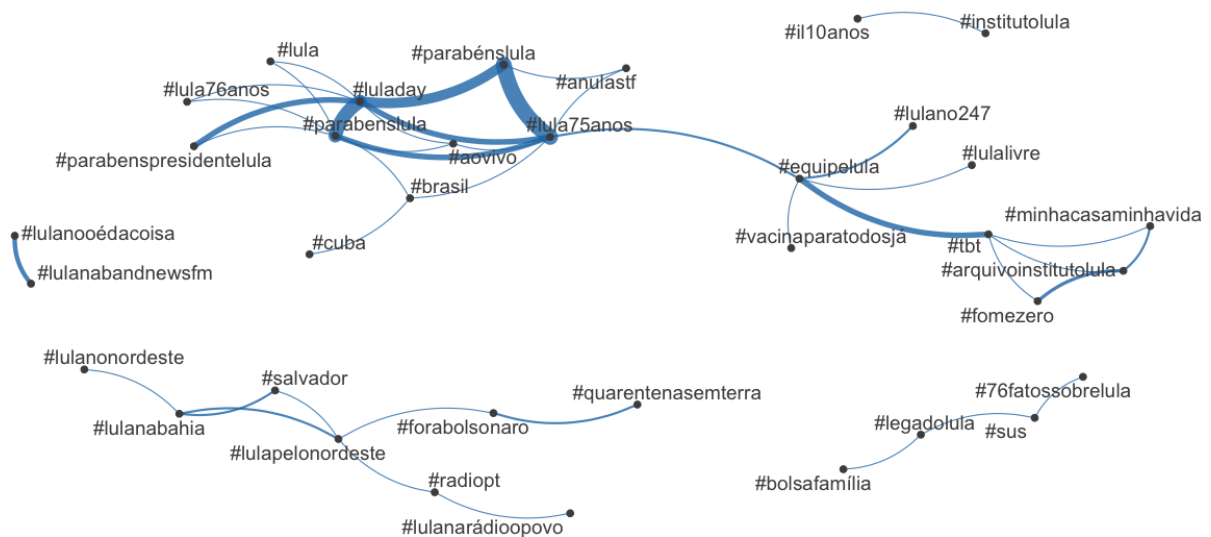 #institutolula
#il10anos
#lula
#parabénslula
#anulastf
#lula76anos
#luladay
#lulano247
#parabenslula
#lula75anos
#parabenspresidentelula
#aovivo
#lulalivre
#equipelula
#brasil
#minhacasaminhavida
#lulanooédacoisa
#cuba
#vacinaparatodosjá
#tbt
#lulanabandnewsfm
#arquivoinstitutolula
#fomezero
#lulanonordeste
#salvador
#quarentenasemterra
#76fatossobrelula
#lulanabahia
#forabolsonaro
#legadolula
#sus
#lulapelonordeste
#radiopt
#bolsafamília
#lulanarádioopovo